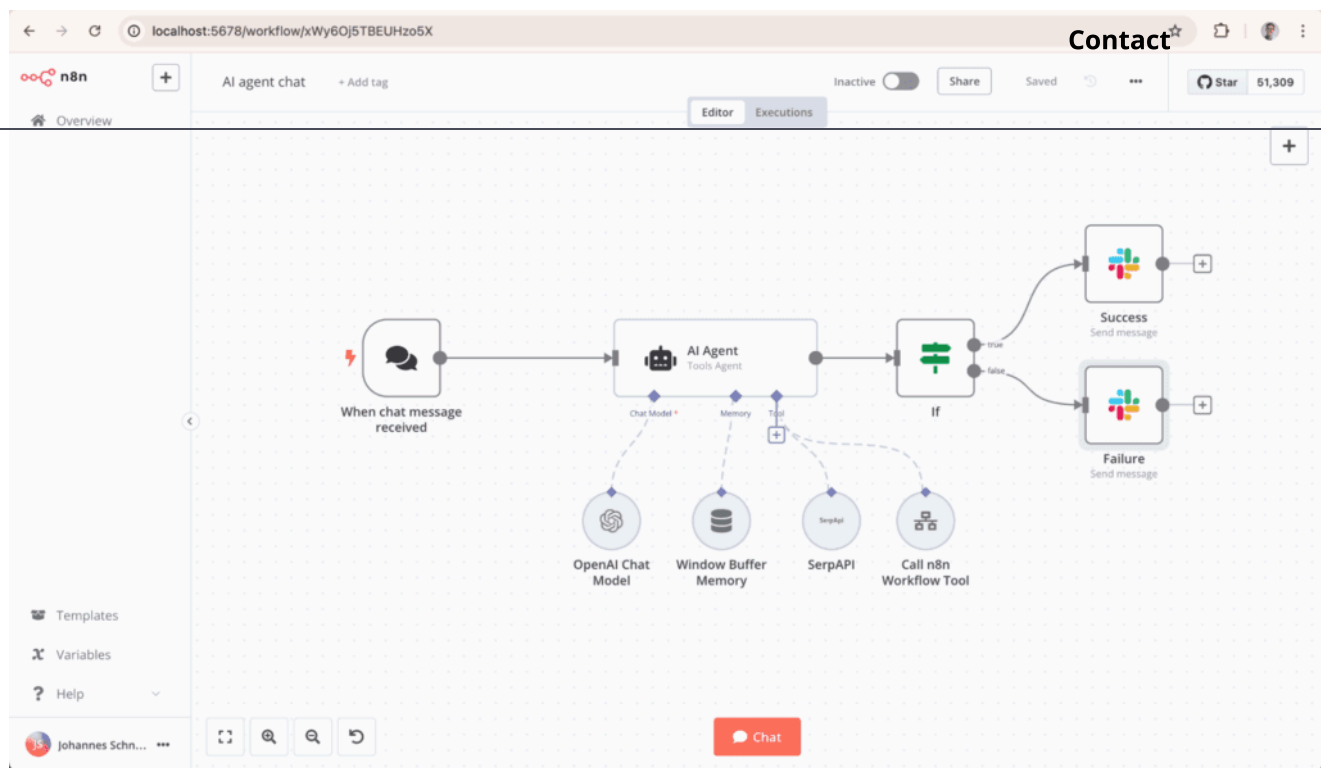 localhost:5678/workflow/xWy6Oj5TBEUHzo5X
Contact
n8n
AI agent chat
+ Add tag
Inactive
Share
Saved
Star
51,309
Editor
Executions
Overview
Success
Send message
true
false
AI Agent
Tools Agent
When chat message
received
Chat Model *
Memory
Tool
If
Failure
Send message
SerpApi
OpenAI Chat
Model
Window Buffer
Memory
SerpAPI
Call n8n
Workflow Tool
Templates
Variables
Help
JS
Johannes Schn...
Chat